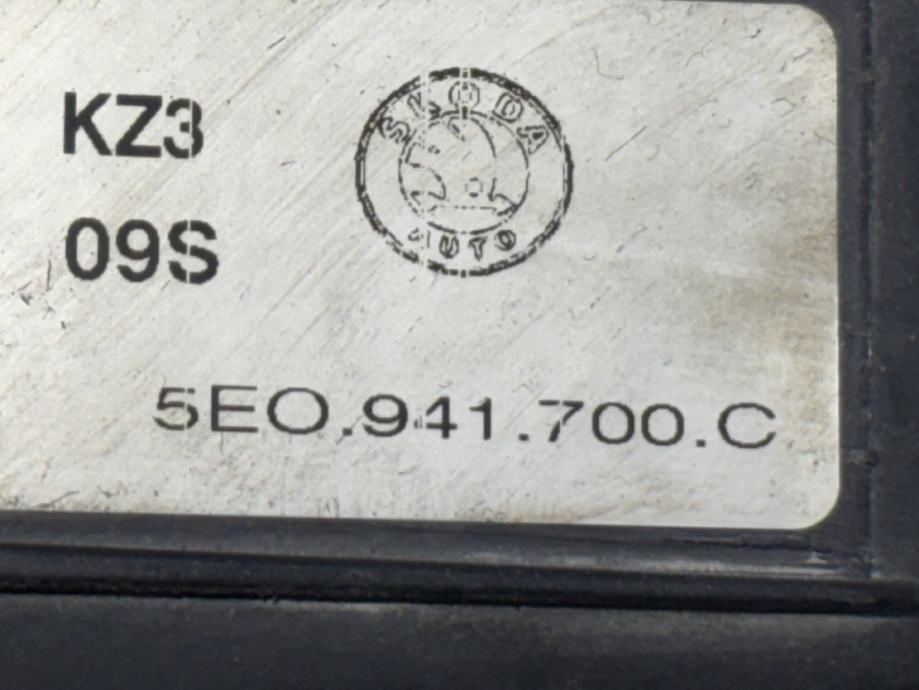 KZ3
ŠKODA
09S
AUTO
5E0.941.700.C